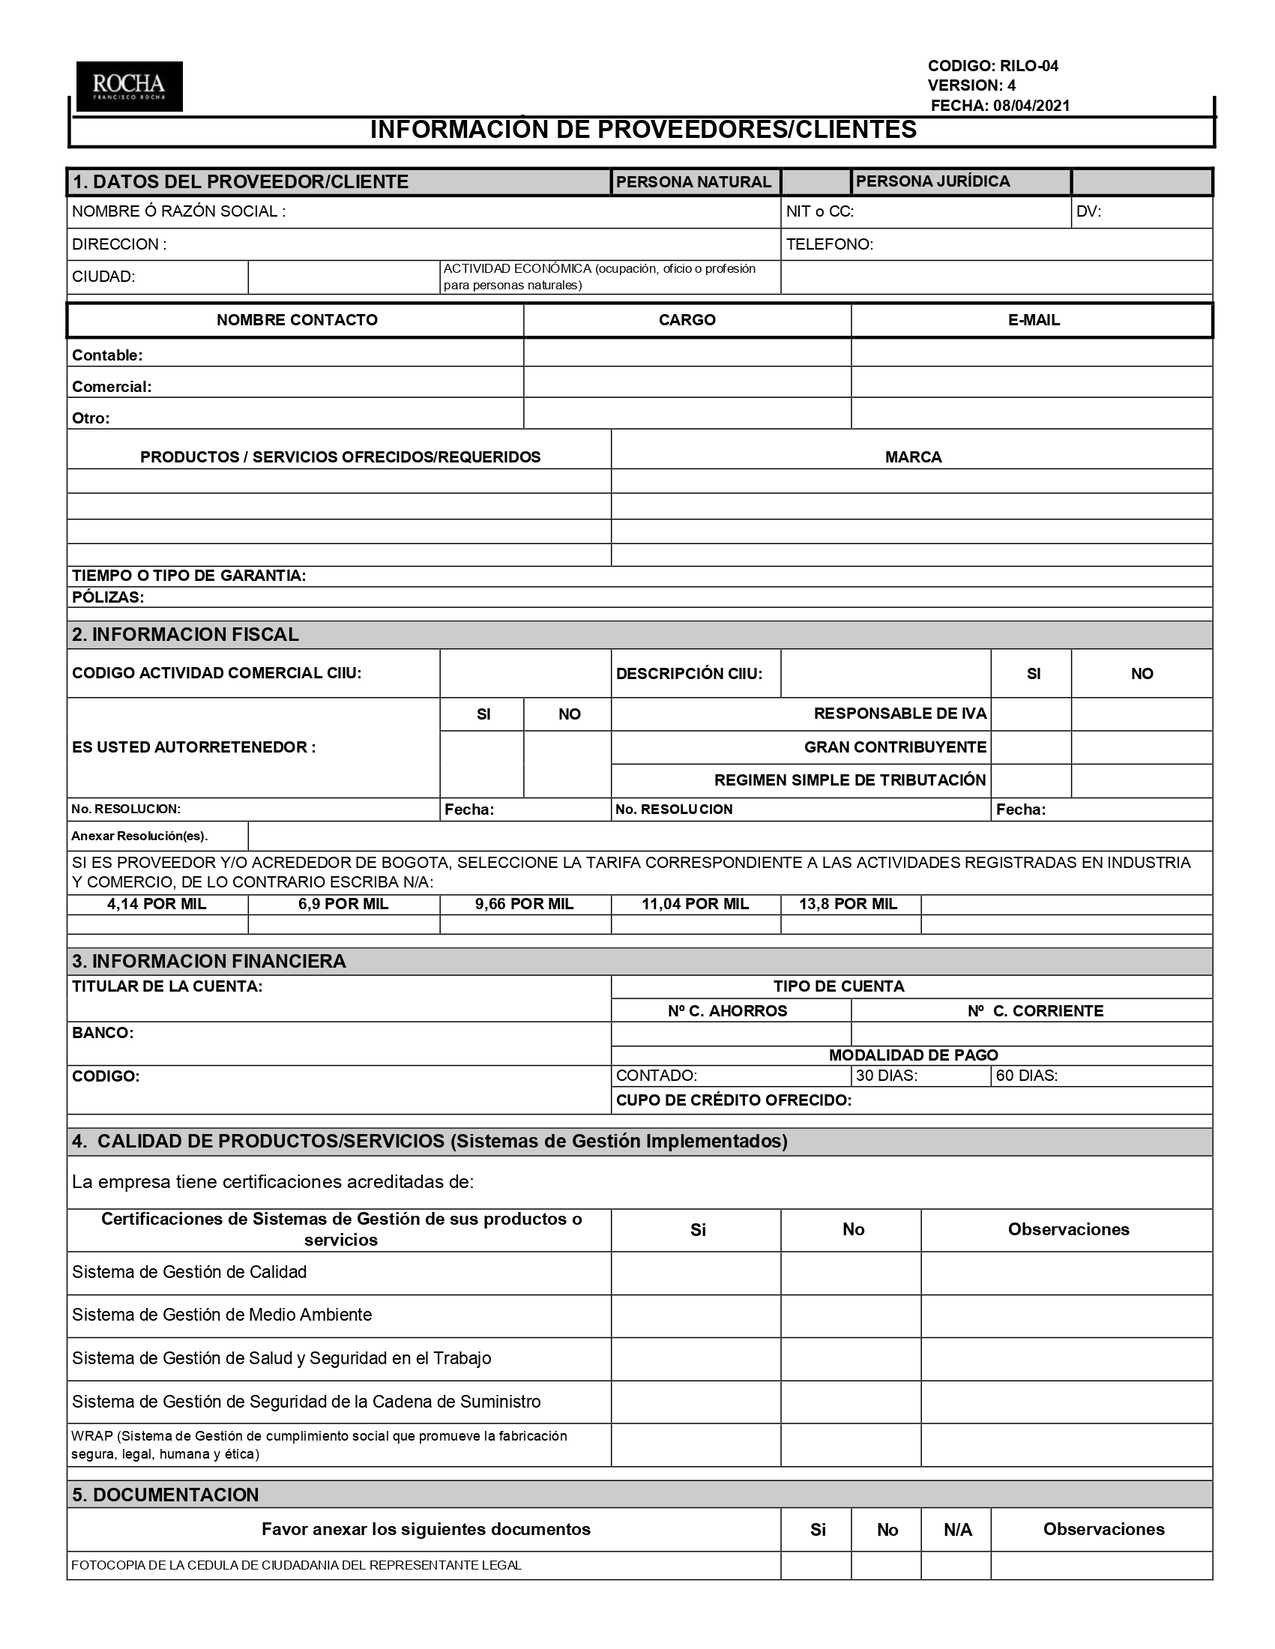 ROCHA
FRANCISCO ROCHA
CODIGO: RILO-04
VERSION: 4
FECHA: 08/04/2021
INFORMACIÓN DE PROVEEDORES/CLIENTES
1. DATOS DEL PROVEEDOR/CLIENTE PERSONA NATURAL PERSONA JURÍDICA
NOMBRE Ó RAZÓN SOCIAL : NIT o CC: DV:
DIRECCION : TELEFONO:
CIUDAD: ACTIVIDAD ECONÓMICA (ocupación, oficio o profesión
para personas naturales)
NOMBRE CONTACTO CARGO E-MAIL
Contable:
Comercial:
Otro:
PRODUCTOS / SERVICIOS OFRECIDOS/REQUERIDOS MARCA
TIEMPO O TIPO DE GARANTIA:
PÓLIZAS:
2. INFORMACION FISCAL
CODIGO ACTIVIDAD COMERCIAL CIIU: DESCRIPCIÓN CIIU: SI NO
SI NO RESPONSABLE DE IVA
ES USTED AUTORRETENEDOR : GRAN CONTRIBUYENTE
REGIMEN SIMPLE DE TRIBUTACIÓN
No. RESOLUCION: Fecha: No. RESOLUCION Fecha:
Anexar Resolución(es).
SI ES PROVEEDOR Y/O ACREDEDOR DE BOGOTA, SELECCIONE LA TARIFA CORRESPONDIENTE A LAS ACTIVIDADES REGISTRADAS EN INDUSTRIA
Y COMERCIO, DE LO CONTRARIO ESCRIBA N/A:
4,14 POR MIL 6,9 POR MIL 9,66 POR MIL 11,04 POR MIL 13,8 POR MIL
3. INFORMACION FINANCIERA
TITULAR DE LA CUENTA: TIPO DE CUENTA
Nº C. AHORROS Nº C. CORRIENTE
BANCO:
MODALIDAD DE PAGO
CODIGO: CONTADO: 30 DIAS: 60 DIAS:
CUPO DE CRÉDITO OFRECIDO:
4. CALIDAD DE PRODUCTOS/SERVICIOS (Sistemas de Gestión Implementados)
La empresa tiene certificaciones acreditadas de:
Certificaciones de Sistemas de Gestión de sus productos o
servicios Si No Observaciones
Sistema de Gestión de Calidad
Sistema de Gestión de Medio Ambiente
Sistema de Gestión de Salud y Seguridad en el Trabajo
Sistema de Gestión de Seguridad de la Cadena de Suministro
WRAP (Sistema de Gestión de cumplimiento social que promueve la fabricación
segura, legal, humana y ética)
5. DOCUMENTACION
Favor anexar los siguientes documentos Si No N/A Observaciones
FOTOCOPIA DE LA CEDULA DE CIUDADANIA DEL REPRESENTANTE LEGAL